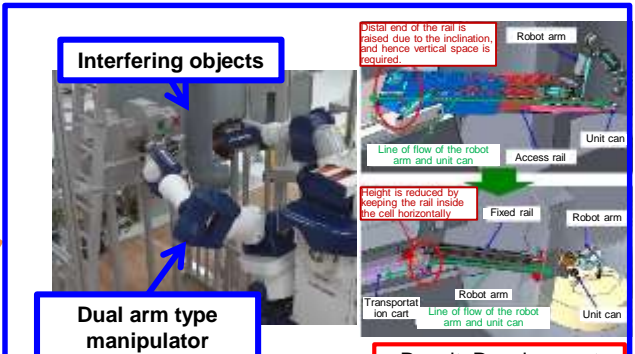 Interfering objects
Dual arm type
manipulator
Distal end of the rail is
raised due to the inclination,
and hence vertical space is
required.
Robot arm
Unit can
Line of flow of the robot
arm and unit can
Access rail
Height is reduced by
keeping the rail inside
the cell horizontally
Fixed rail
Robot arm
Transportat
ion cart
Robot arm
Line of flow of the robot
arm and unit can
Unit can